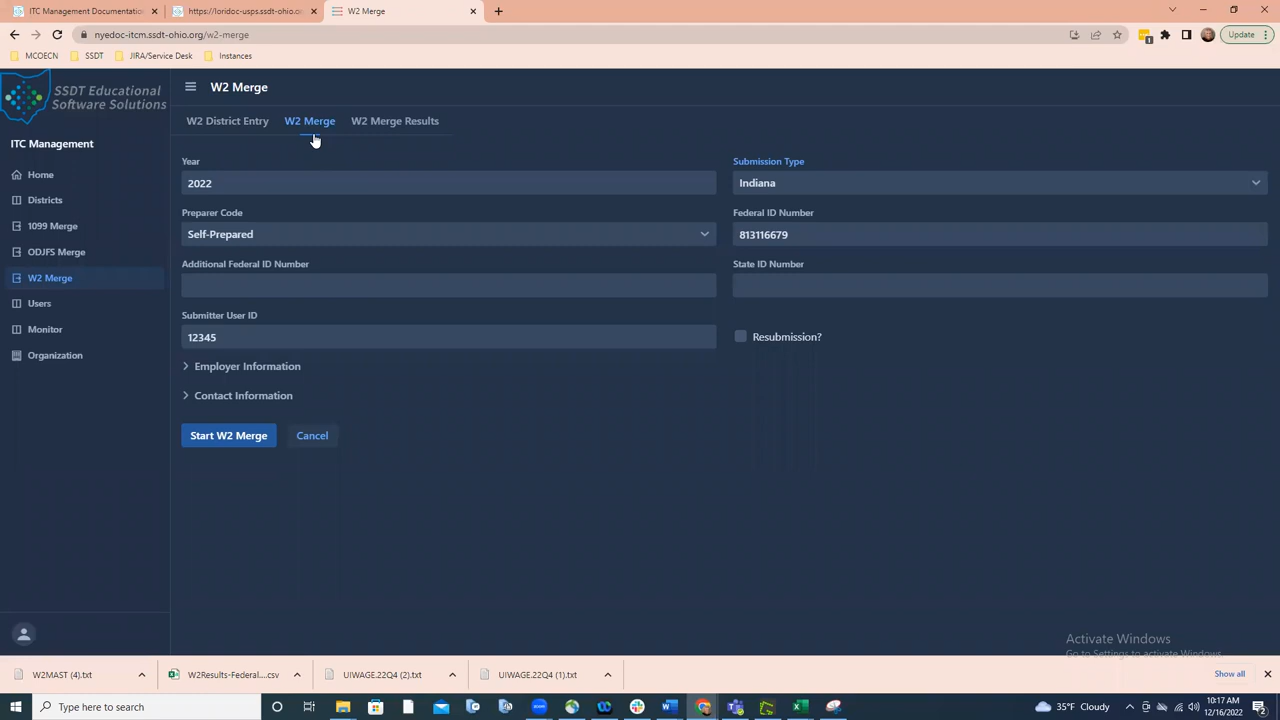 IT Management Documentation
https://loridoc-usps.ssdt-ohio.o
W2 Merge
nyedoc-itcm.ssdt-ohio.org/w2-merge
Update
MCOECN
SSDT
JIRA/Service Desk
Instances
SSDT Educational
Software Solutions
W2 Merge
W2 District Entry
W2 Merge
W2 Merge Results
ITC Management
Home
Districts
1099 Merge
ODJFS Merge
W2 Merge
Users
Monitor
Organization
Year
2022
Submission Type
Indiana
Preparer Code
Self-Prepared
Federal ID Number
813116679
Additional Federal ID Number
State ID Number
Submitter User ID
12345
Resubmission?
Employer Information
Contact Information
Start W2 Merge
Cancel
Activate Windows
Go to Settings to activate Windows.
W2MAST (4).txt
W2Results-Federal....csv
UIWAGE.22Q4 (2).txt
UIWAGE.22Q4 (1).txt
Show all
Type here to search
35°F Cloudy
10:17 AM
12/16/2022
2